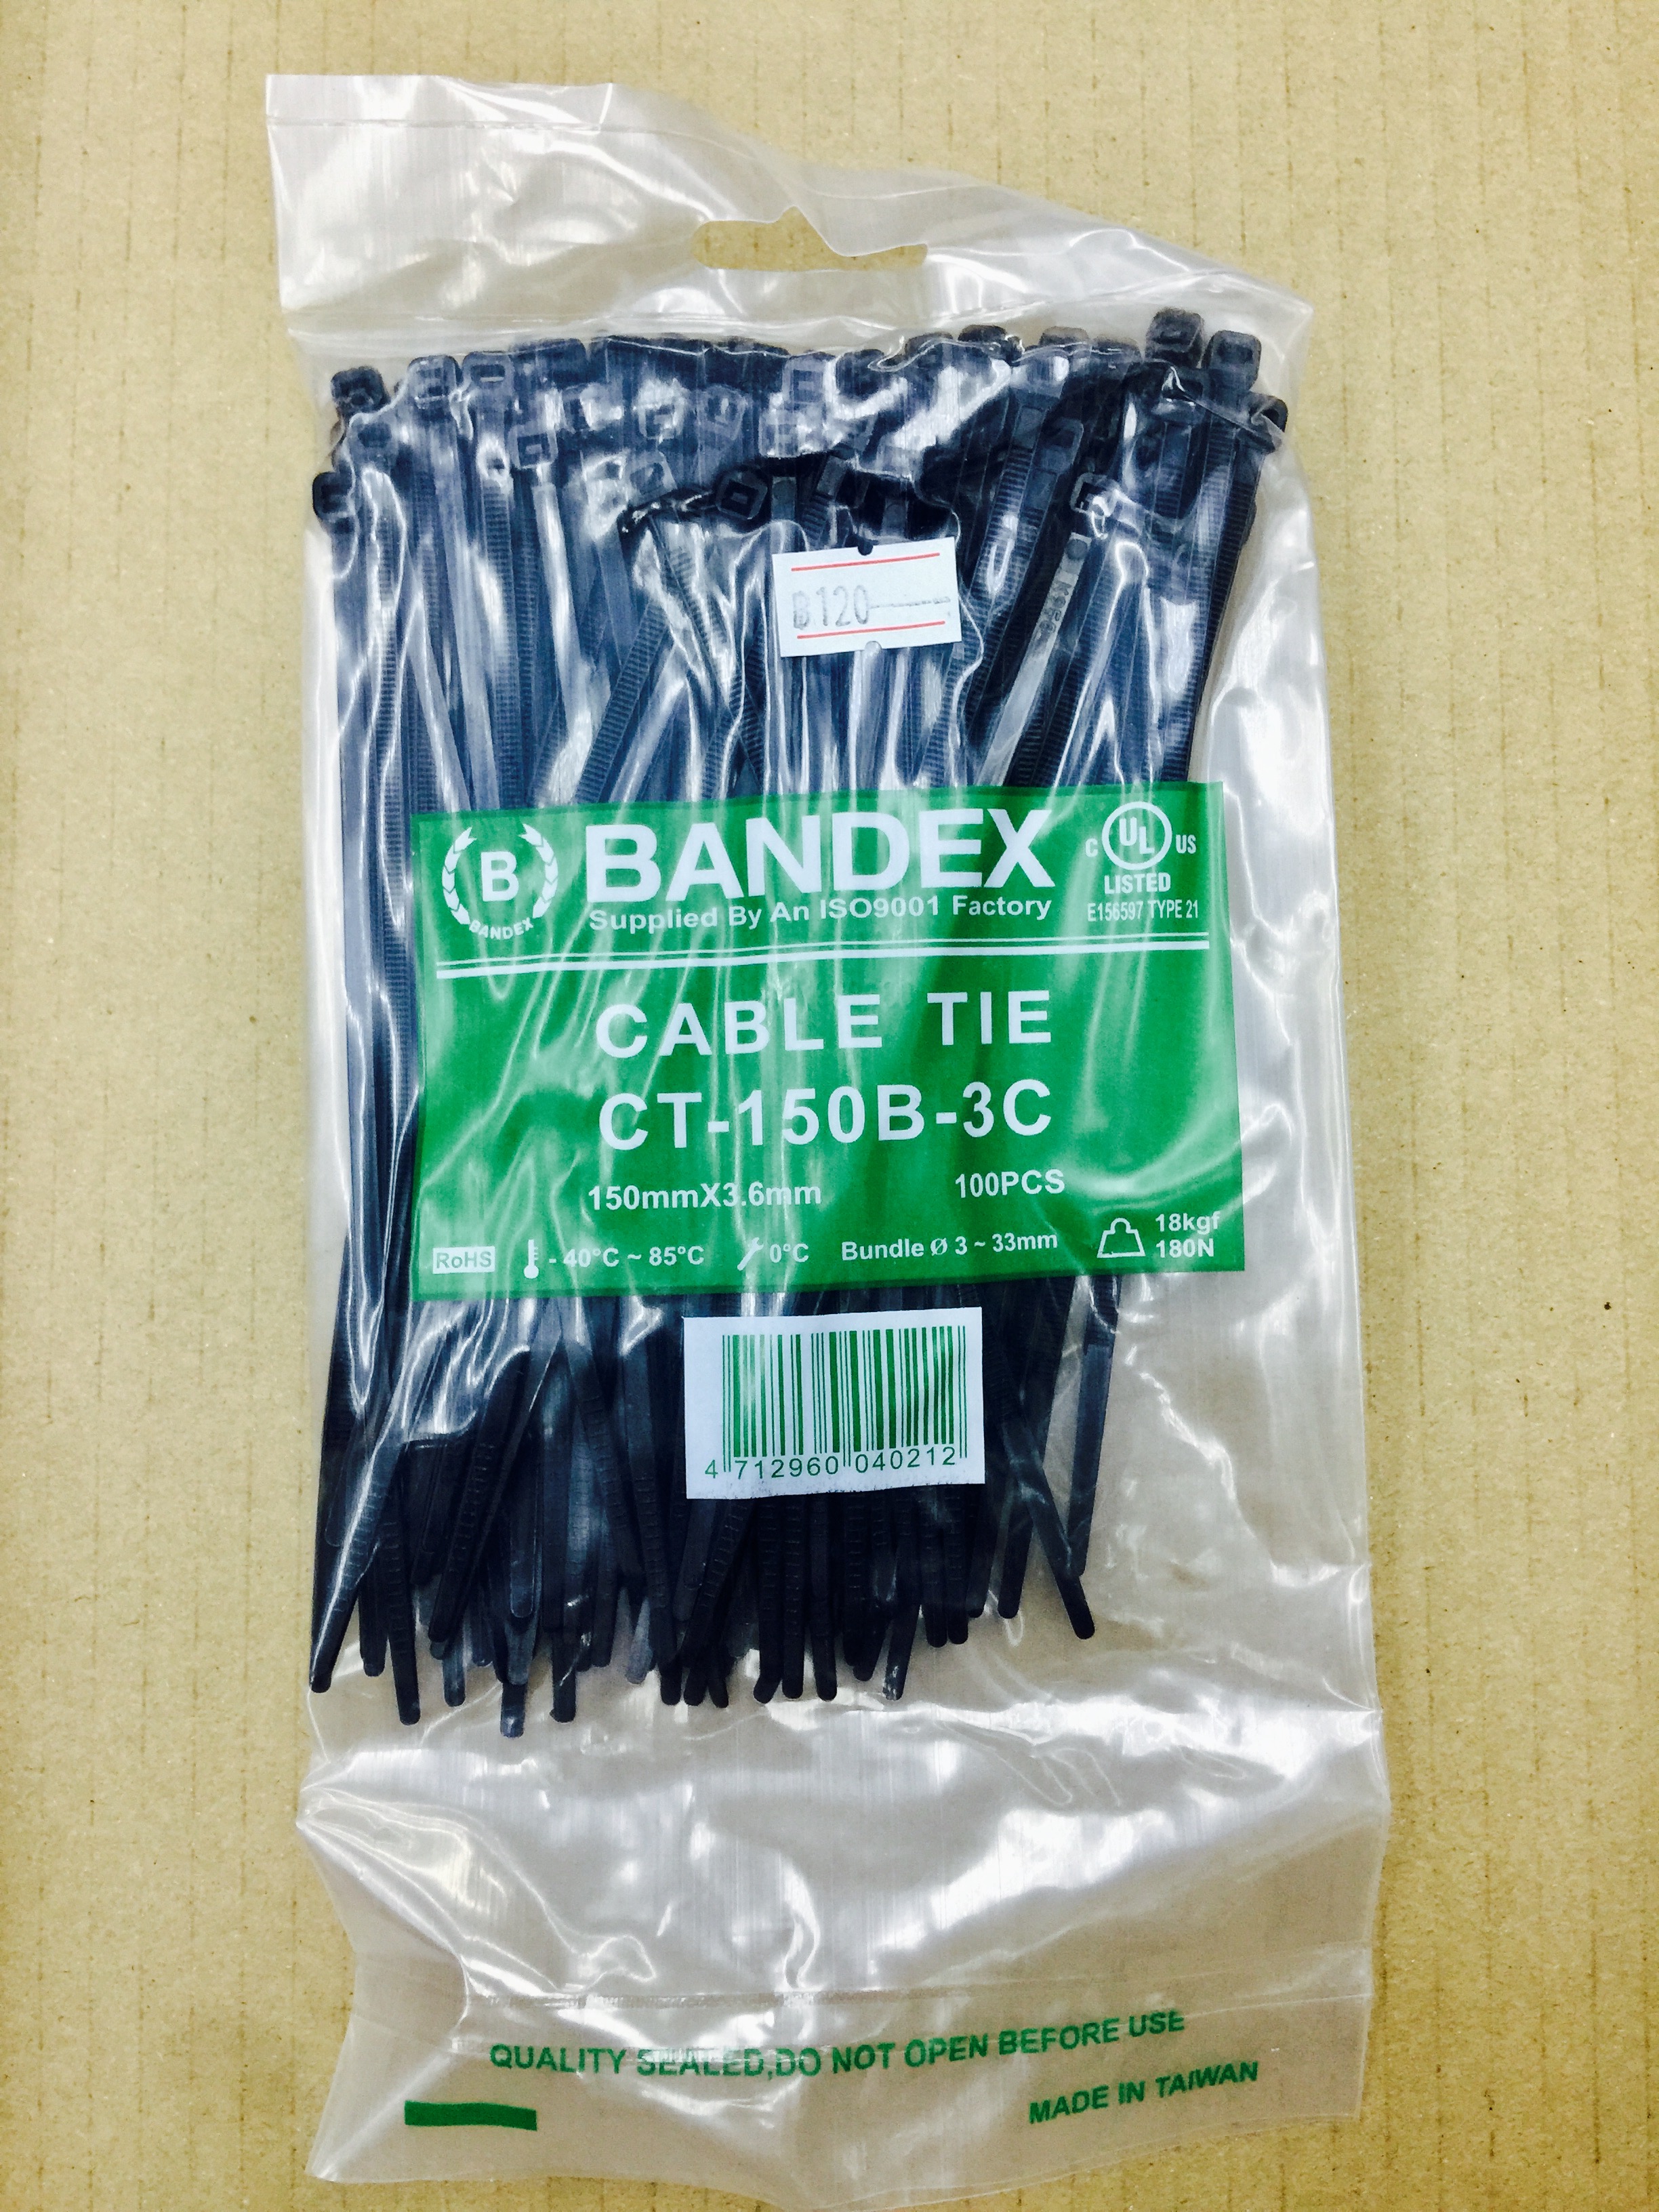 ฿120
B
BANDEX
BANDEX
Supplied By An ISO9001 Factory
C UL US
LISTED
E156597 TYPE 21
CABLE TIE
CT-150B-3C
150mmX3.6mm 100PCS
RoHS - 40°C ~ 85°C 0°C Bundle Ø 3 ~ 33mm 18kgf
180N
4 712960 040212
QUALITY SEALED,DO NOT OPEN BEFORE USE
MADE IN TAIWAN